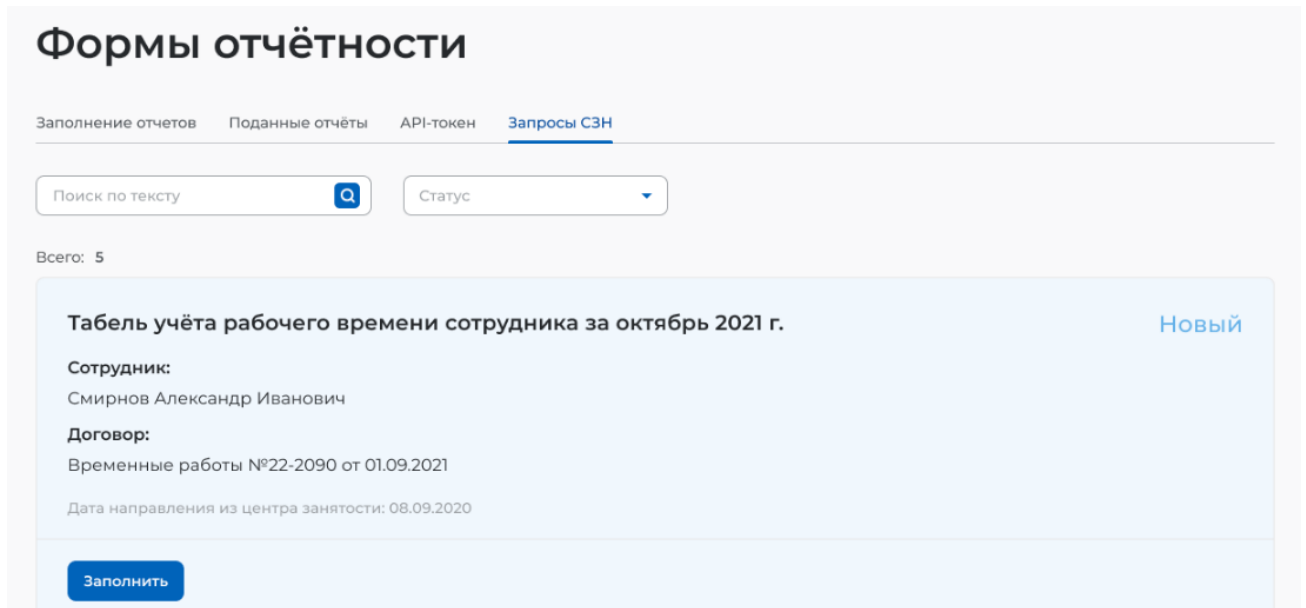 Формы отчётности
Заполнение отчетов Поданные отчёты API-токен Запросы СЗН
Поиск по тексту Статус
Всего: 5
Табель учёта рабочего времени сотрудника за октябрь 2021 г. Новый
Сотрудник:
Смирнов Александр Иванович
Договор:
Временные работы №22-2090 от 01.09.2021
Дата направления из центра занятости: 08.09.2020
Заполнить